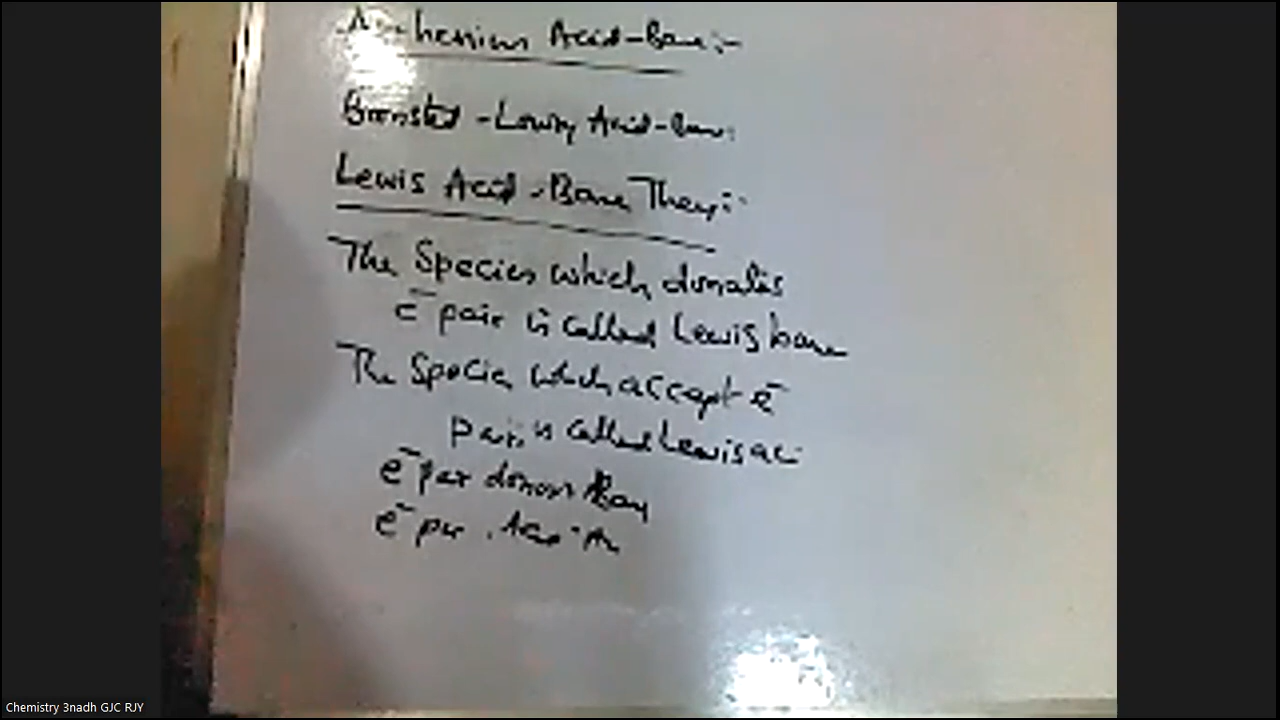 Acid-Base:-
Bronsted -Lowry Acid-Base:
Lewis Acid-Base Theory:-
The Species which donates
e⁻ pair is called Lewis base
The Species which accept e⁻
pair is called Lewis aci
e⁻ pair donor
e⁻ pair
Chemistry 3nadh GJC RJY